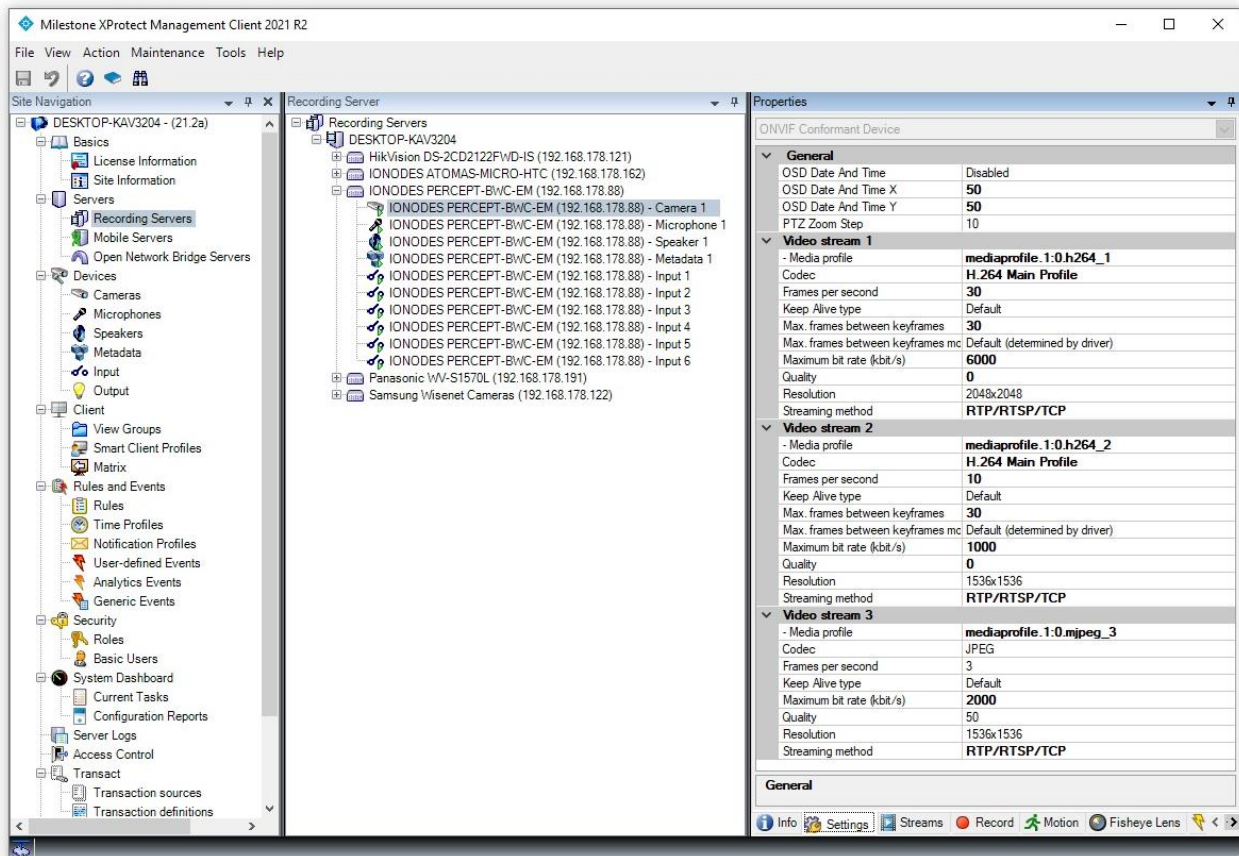 Milestone XProtect Management Client 2021 R2
File View Action Maintenance Tools Help
Site Navigation
DESKTOP-KAV3204 - (21.2a)
Basics
License Information
Site Information
Servers
Recording Servers
Mobile Servers
Open Network Bridge Servers
Devices
Cameras
Microphones
Speakers
Metadata
Input
Output
Client
View Groups
Smart Client Profiles
Matrix
Rules and Events
Rules
Time Profiles
Notification Profiles
User-defined Events
Analytics Events
Generic Events
Security
Roles
Basic Users
System Dashboard
Current Tasks
Configuration Reports
Server Logs
Access Control
Transact
Transaction sources
Transaction definitions
Recording Server
Recording Servers
DESKTOP-KAV3204
HikVision DS-2CD2122FWD-IS (192.168.178.121)
IONODES ATOMAS-MICRO-HTC (192.168.178.162)
IONODES PERCEPT-BWC-EM (192.168.178.88)
IONODES PERCEPT-BWC-EM (192.168.178.88) - Camera 1
IONODES PERCEPT-BWC-EM (192.168.178.88) - Microphone 1
IONODES PERCEPT-BWC-EM (192.168.178.88) - Speaker 1
IONODES PERCEPT-BWC-EM (192.168.178.88) - Metadata 1
IONODES PERCEPT-BWC-EM (192.168.178.88) - Input 1
IONODES PERCEPT-BWC-EM (192.168.178.88) - Input 2
IONODES PERCEPT-BWC-EM (192.168.178.88) - Input 3
IONODES PERCEPT-BWC-EM (192.168.178.88) - Input 4
IONODES PERCEPT-BWC-EM (192.168.178.88) - Input 5
IONODES PERCEPT-BWC-EM (192.168.178.88) - Input 6
Panasonic WV-S1570L (192.168.178.191)
Samsung Wisenet Cameras (192.168.178.122)
Properties
ONVIF Conformant Device
General
OSD Date And Time Disabled
OSD Date And Time X 50
OSD Date And Time Y 50
PTZ Zoom Step 10
Video stream 1
- Media profile mediaprofile.1:0.h264_1
Codec H.264 Main Profile
Frames per second 30
Keep Alive type Default
Max. frames between keyframes 30
Max. frames between keyframes mc Default (determined by driver)
Maximum bit rate (kbit/s) 6000
Quality 0
Resolution 2048x2048
Streaming method RTP/RTSP/TCP
Video stream 2
- Media profile mediaprofile.1:0.h264_2
Codec H.264 Main Profile
Frames per second 10
Keep Alive type Default
Max. frames between keyframes 30
Max. frames between keyframes mc Default (determined by driver)
Maximum bit rate (kbit/s) 1000
Quality 0
Resolution 1536x1536
Streaming method RTP/RTSP/TCP
Video stream 3
- Media profile mediaprofile.1:0.mjpeg_3
Codec JPEG
Frames per second 3
Keep Alive type Default
Maximum bit rate (kbit/s) 2000
Quality 50
Resolution 1536x1536
Streaming method RTP/RTSP/TCP
General
Info Settings Streams Record Motion Fisheye Lens